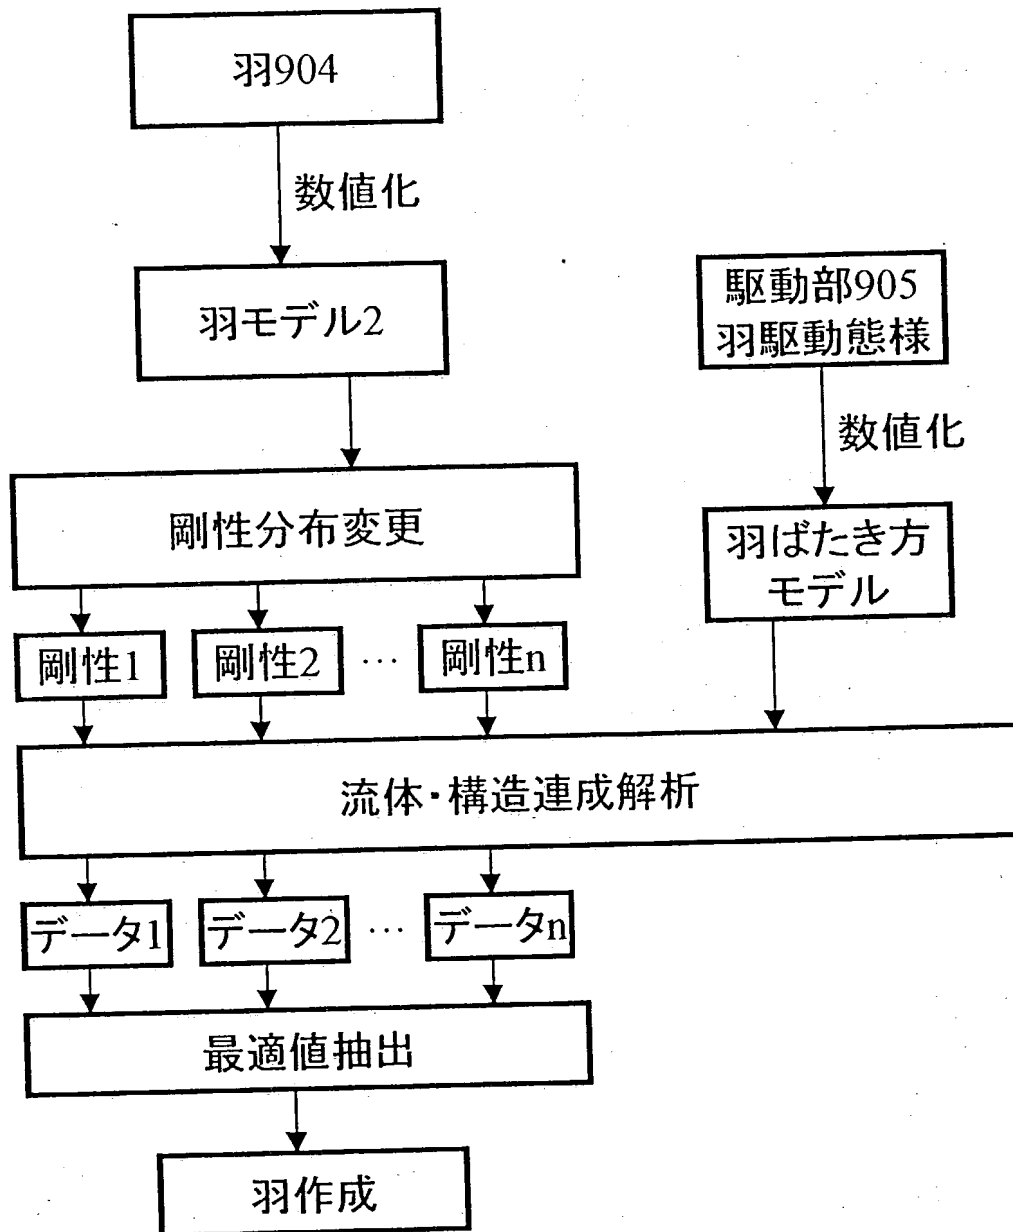 羽904
数値化
羽モデル2
駆動部905
羽駆動態様
数値化
剛性分布変更
羽ばたき方
モデル
剛性1 剛性2 … 剛性n
流体・構造連成解析
データ1 データ2 … データn
最適値抽出
羽作成